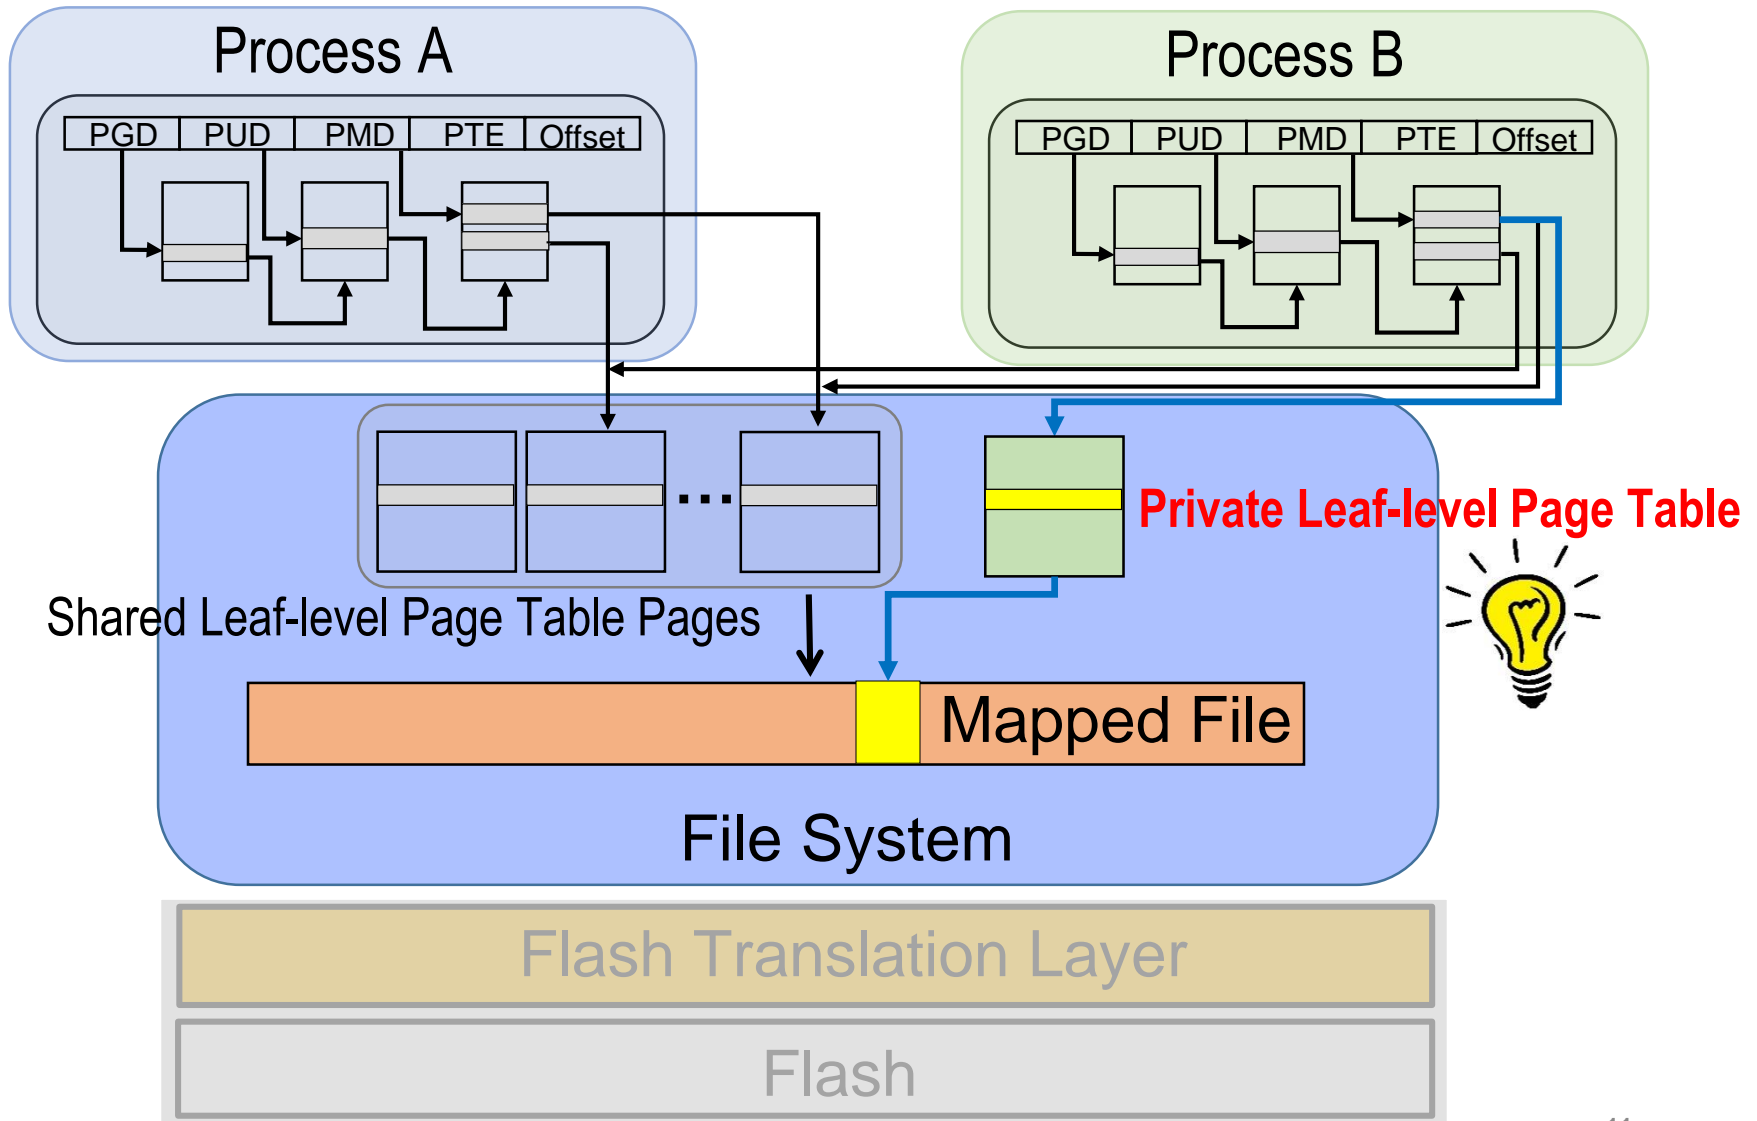 Process A
PGD PUD PMD PTE Offset
Process B
PGD PUD PMD PTE Offset
Private Leaf-level Page Table
Shared Leaf-level Page Table Pages
Mapped File
File System
Flash Translation Layer
Flash